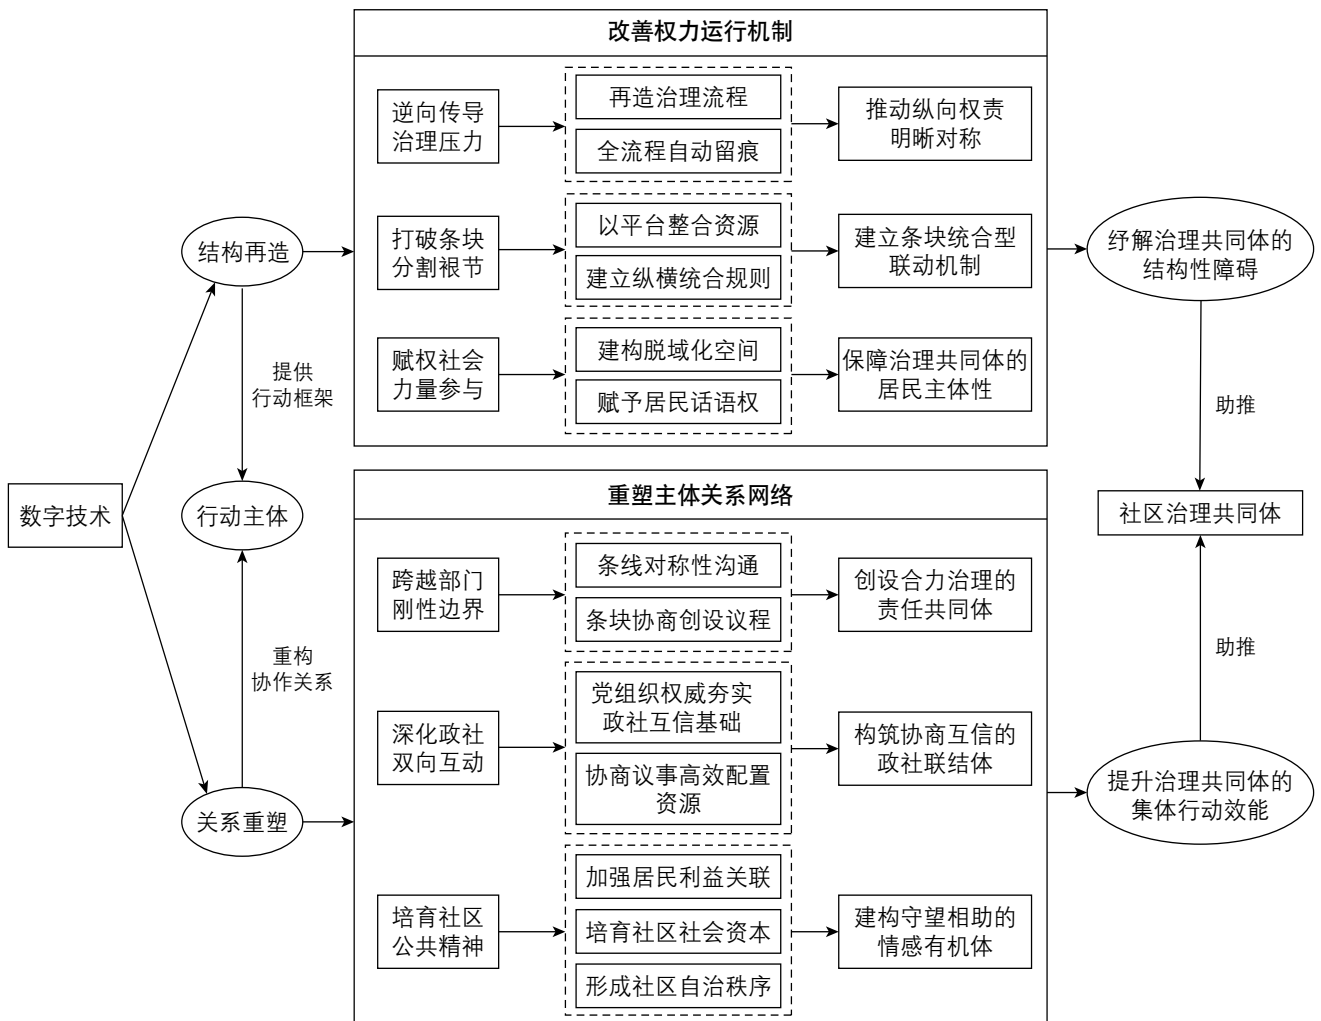 改善权力运行机制
逆向传导
治理压力
再造治理流程
全流程自动留痕
推动纵向权责
明晰对称
打破条块
分割裉节
以平台整合资源
建立纵横统合规则
建立条块统合型
联动机制
赋权社会
力量参与
建构脱域化空间
赋予居民话语权
保障治理共同体的
居民主体性
结构再造
提供
行动框架
数字技术
行动主体
重构
协作关系
关系重塑
重塑主体关系网络
跨越部门
刚性边界
条线对称性沟通
条块协商创设议程
创设合力治理的
责任共同体
深化政社
双向互动
党组织权威夯实
政社互信基础
协商议事高效配置
资源
构筑协商互信的
政社联结体
培育社区
公共精神
加强居民利益关联
培育社区社会资本
形成社区自治秩序
建构守望相助的
情感有机体
纾解治理共同体的
结构性障碍
助推
社区治理共同体
助推
提升治理共同体的
集体行动效能